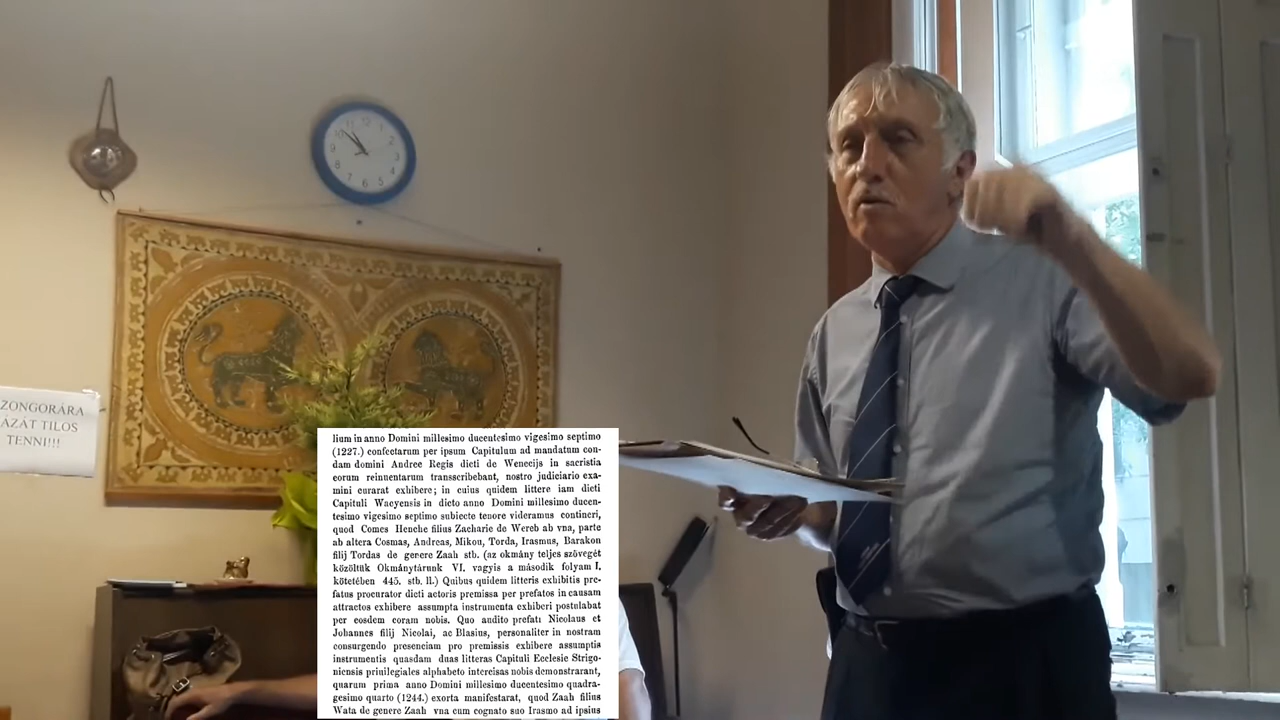 ZONGORÁRA
ÁZÁT TILOS
TENNI!!!
lium in anno Domini millesimo ducentesimo vigesimo septimo
(1227.) confectarum per ipsum Capitulum ad mandatum con-
dam domini Andree Regis dicti de Wenecijs in sacristia
eorum reinuentarum transscribebant, nostro judiciario exa-
mini curarat exhibere; in cuius quidem littere iam dicti
Capituli Wacyensis in dicto anno Domini millesimo ducen-
tesimo vigesimo septimo subiecte tenore videramus contineri,
quod Comes Henche filius Zacharie de Wereb ab vna, parte
ab altera Cosmas, Andreas, Mikou, Torda, Irasmus, Barakon
filij Tordas de genere Zaah stb. (az okmány teljes szövegét
közöltük Okmánytárunk VI. vagyis a második folyam I.
kötetében 445. stb. ll.) Quibus quidem litteris exhibitis pre-
fatus procurator dicti actoris premissa per prefatos in causam
attractos exhibere assumpta instrumenta exhiberi postulabat
per eosdem coram nobis. Quo audito prefati Nicolaus et
Johannes filij Nicolai, ac Blasius, personaliter in nostram
consurgendo presenciam pro premissis exhibere assumptis
instrumentis quasdam duas litteras Capituli Ecclesie Strigo-
niensis priuilegiales alphabeto intercisas nobis demonstrarant,
quarum prima anno Domini millesimo ducentesimo quadra-
gesimo quarto (1244.) exorta manifestarat, quod Zaah filius
Wata de genere Zaah vna cum cognato suo Irasmo ad ipsius